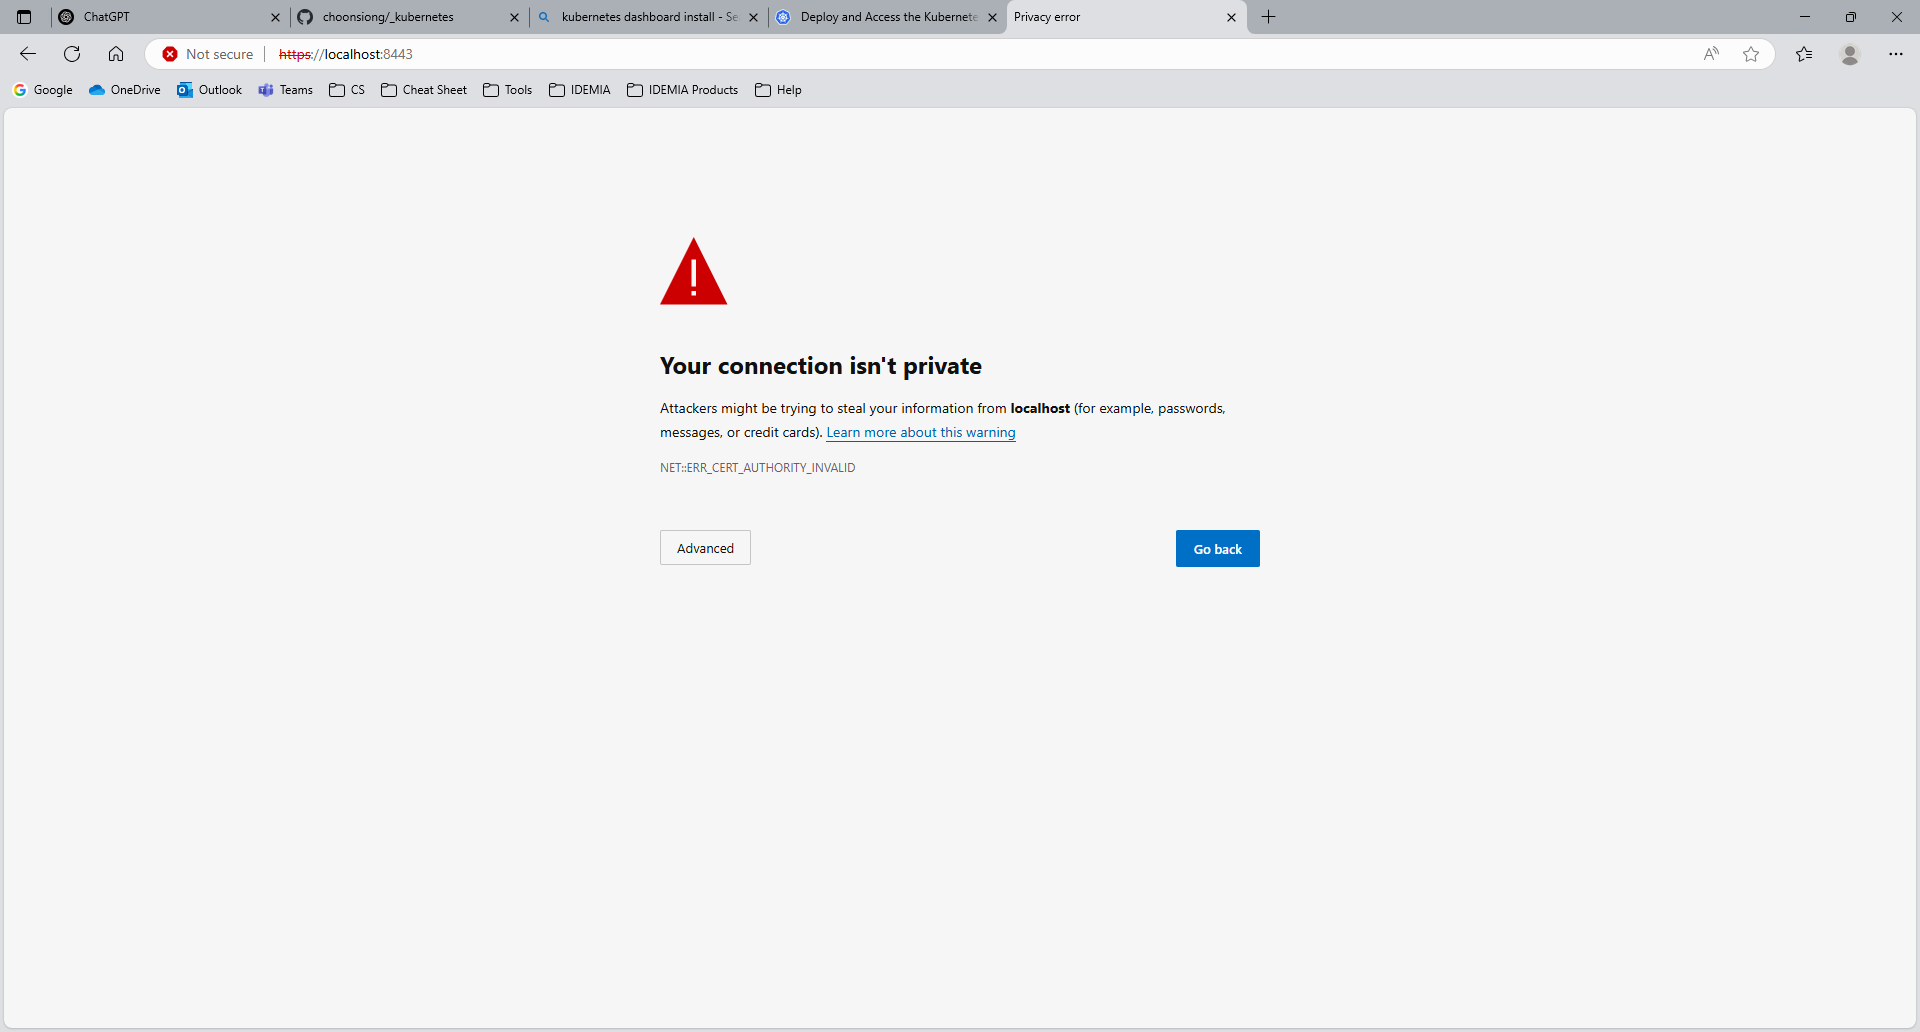 ChatGPT
choonsiong/_kubernetes
kubernetes dashboard install - Se
Deploy and Access the Kubernete
Privacy error
Not secure
https://localhost:8443
Google
OneDrive
Outlook
Teams
CS
Cheat Sheet
Tools
IDEMIA
IDEMIA Products
Help
Your connection isn't private
Attackers might be trying to steal your information from localhost (for example, passwords,
messages, or credit cards). Learn more about this warning
NET::ERR_CERT_AUTHORITY_INVALID
Advanced
Go back